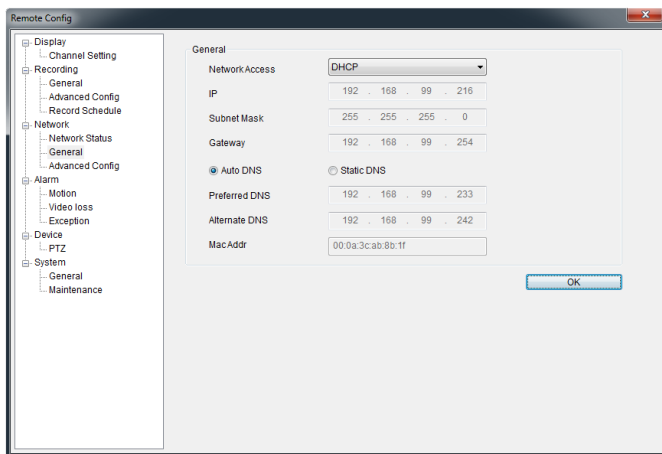 Remote Config
Display
Channel Setting
Recording
General
Advanced Config
Record Schedule
Network
Network Status
General
Advanced Config
Alarm
Motion
Video loss
Exception
Device
PTZ
System
General
Maintenance
General
Network Access DHCP
IP 192 . 168 . 99 . 216
Subnet Mask 255 . 255 . 255 . 0
Gateway 192 . 168 . 99 . 254
Auto DNS Static DNS
Preferred DNS 192 . 168 . 99 . 233
Alternate DNS 192 . 168 . 99 . 242
Mac Addr 00:0a:3c:ab:8b:1f
OK